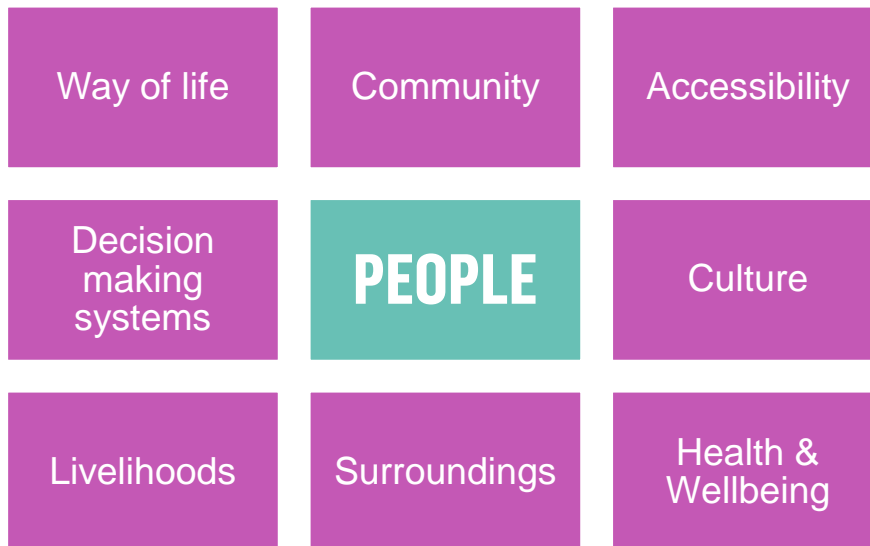 Way of life
Community
Accessibility
Decision
making
systems
PEOPLE
Culture
Livelihoods
Surroundings
Health &
Wellbeing